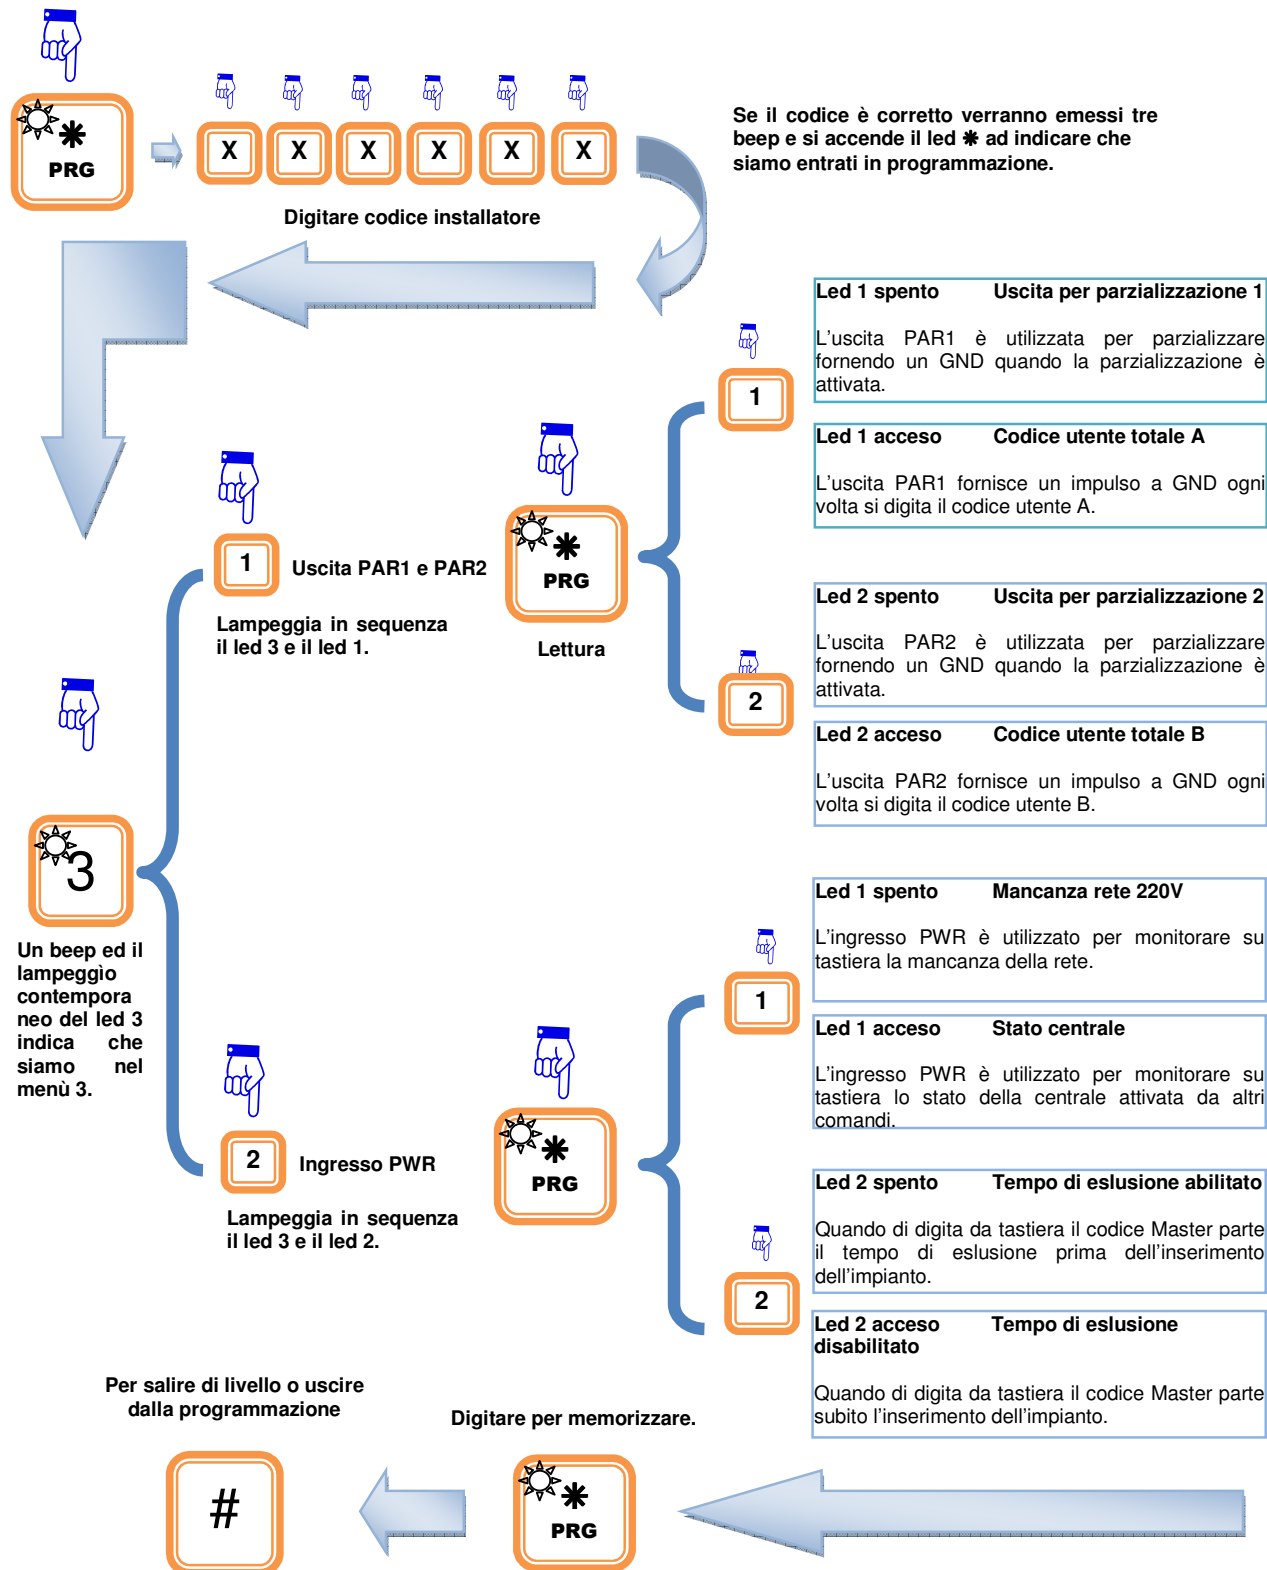 ✱
PRG
X X X X X X
Digitare codice installatore
Se il codice è corretto verranno emessi tre
beep e si accende il led ✱ ad indicare che
siamo entrati in programmazione.
1
Led 1 spento Uscita per parzializzazione 1
L'uscita PAR1 è utilizzata per parzializzare
fornendo un GND quando la parzializzazione è
attivata.
Led 1 acceso Codice utente totale A
L'uscita PAR1 fornisce un impulso a GND ogni
volta si digita il codice utente A.
1 Uscita PAR1 e PAR2
Lampeggia in sequenza
il led 3 e il led 1.
✱
PRG
Lettura
2
Led 2 spento Uscita per parzializzazione 2
L'uscita PAR2 è utilizzata per parzializzare
fornendo un GND quando la parzializzazione è
attivata.
Led 2 acceso Codice utente totale B
L'uscita PAR2 fornisce un impulso a GND ogni
volta si digita il codice utente B.
3
Un beep ed il
lampeggìo
contempora
neo del led 3
indica che
siamo nel
menù 3.
1
Led 1 spento Mancanza rete 220V
L'ingresso PWR è utilizzato per monitorare su
tastiera la mancanza della rete.
Led 1 acceso Stato centrale
L'ingresso PWR è utilizzato per monitorare su
tastiera lo stato della centrale attivata da altri
comandi.
2 Ingresso PWR
Lampeggia in sequenza
il led 3 e il led 2.
✱
PRG
2
Led 2 spento Tempo di eslusione abilitato
Quando di digita da tastiera il codice Master parte
il tempo di eslusione prima dell'inserimento
dell'impianto.
Led 2 acceso Tempo di eslusione
disabilitato
Quando di digita da tastiera il codice Master parte
subito l'inserimento dell'impianto.
Per salire di livello o uscire
dalla programmazione
#
Digitare per memorizzare.
✱
PRG